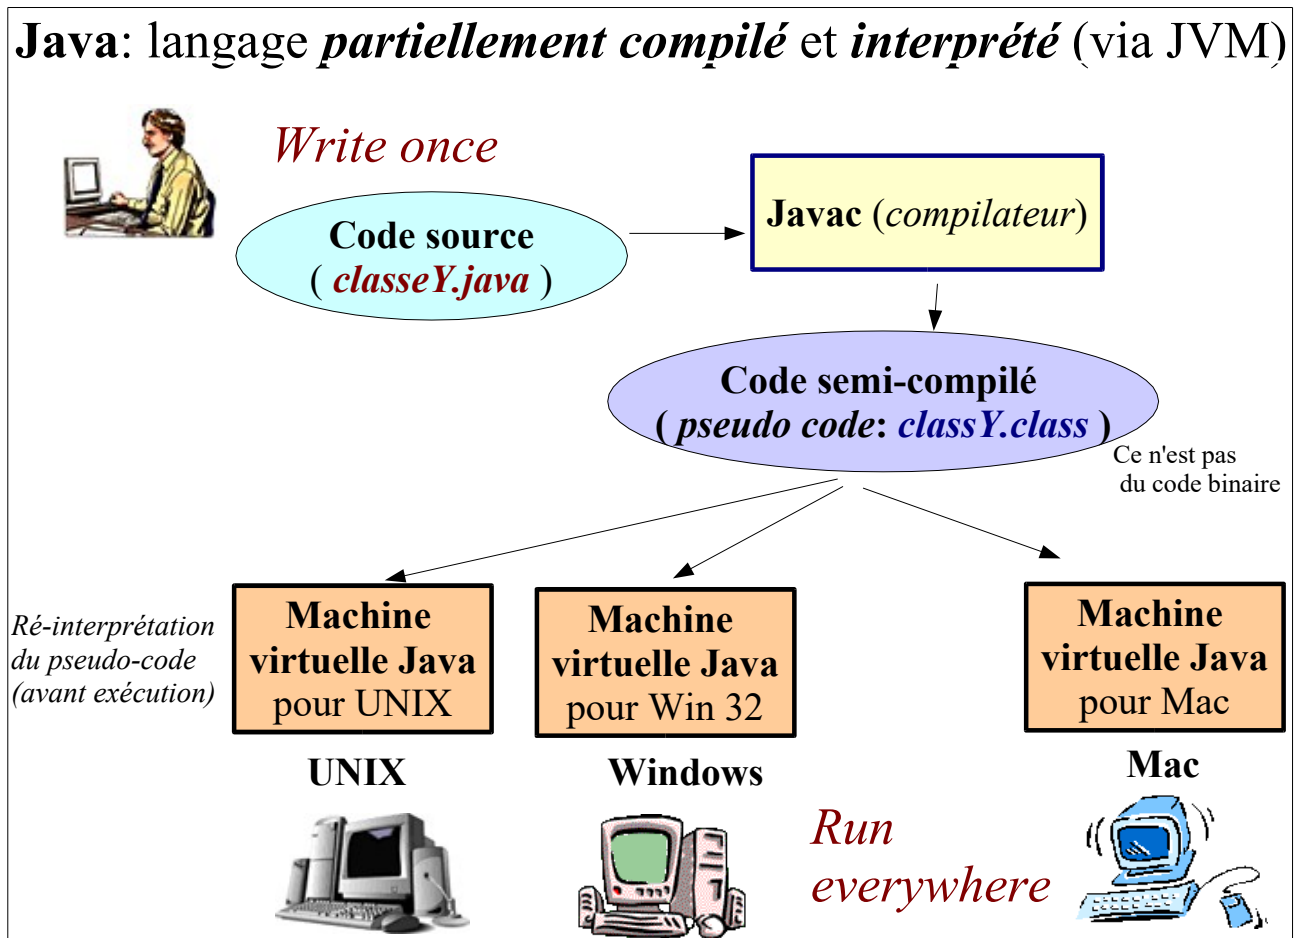 Java: langage partiellement compilé et interprété (via JVM)
Write once
Javac (compilateur)
Code source
( classeY.java )
Code semi-compilé
( pseudo code: classY.class )
Ce n'est pas
du code binaire
Ré-interprétation
du pseudo-code
(avant exécution)
Machine
virtuelle Java
pour UNIX
Machine
virtuelle Java
pour Win 32
Machine
virtuelle Java
pour Mac
UNIX
Windows
Mac
Run
everywhere